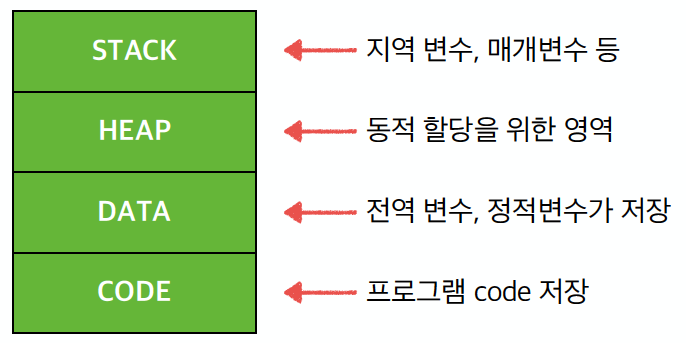 STACK
지역 변수, 매개변수 등
HEAP
동적 할당을 위한 영역
DATA
전역 변수, 정적변수가 저장
CODE
프로그램 code 저장